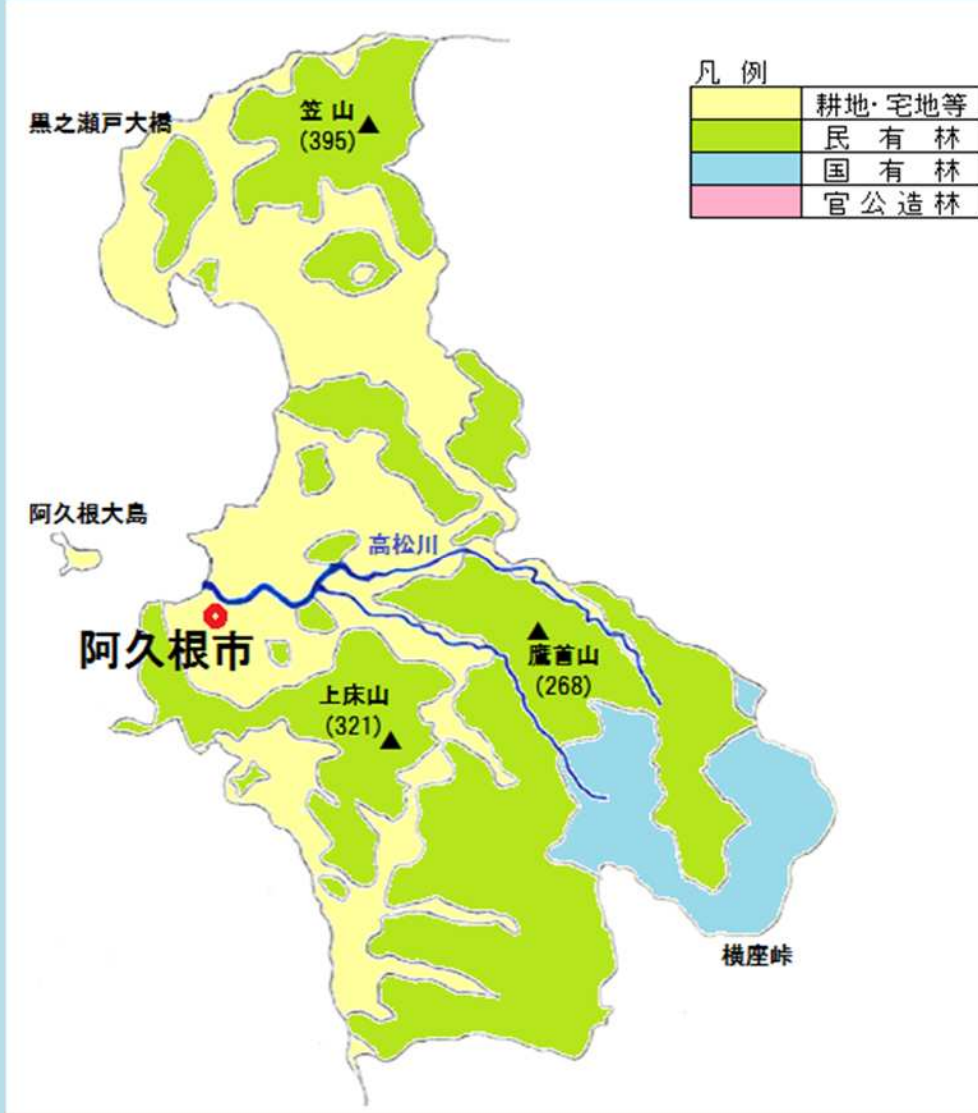 凡 例
耕地・宅地等
民 有 林
国 有 林
官 公 造 林
黒之瀬戸大橋
笠 山
(395)
阿久根大島
高松川
阿久根市
鷹首山
(268)
上床山
(321)
横座峠